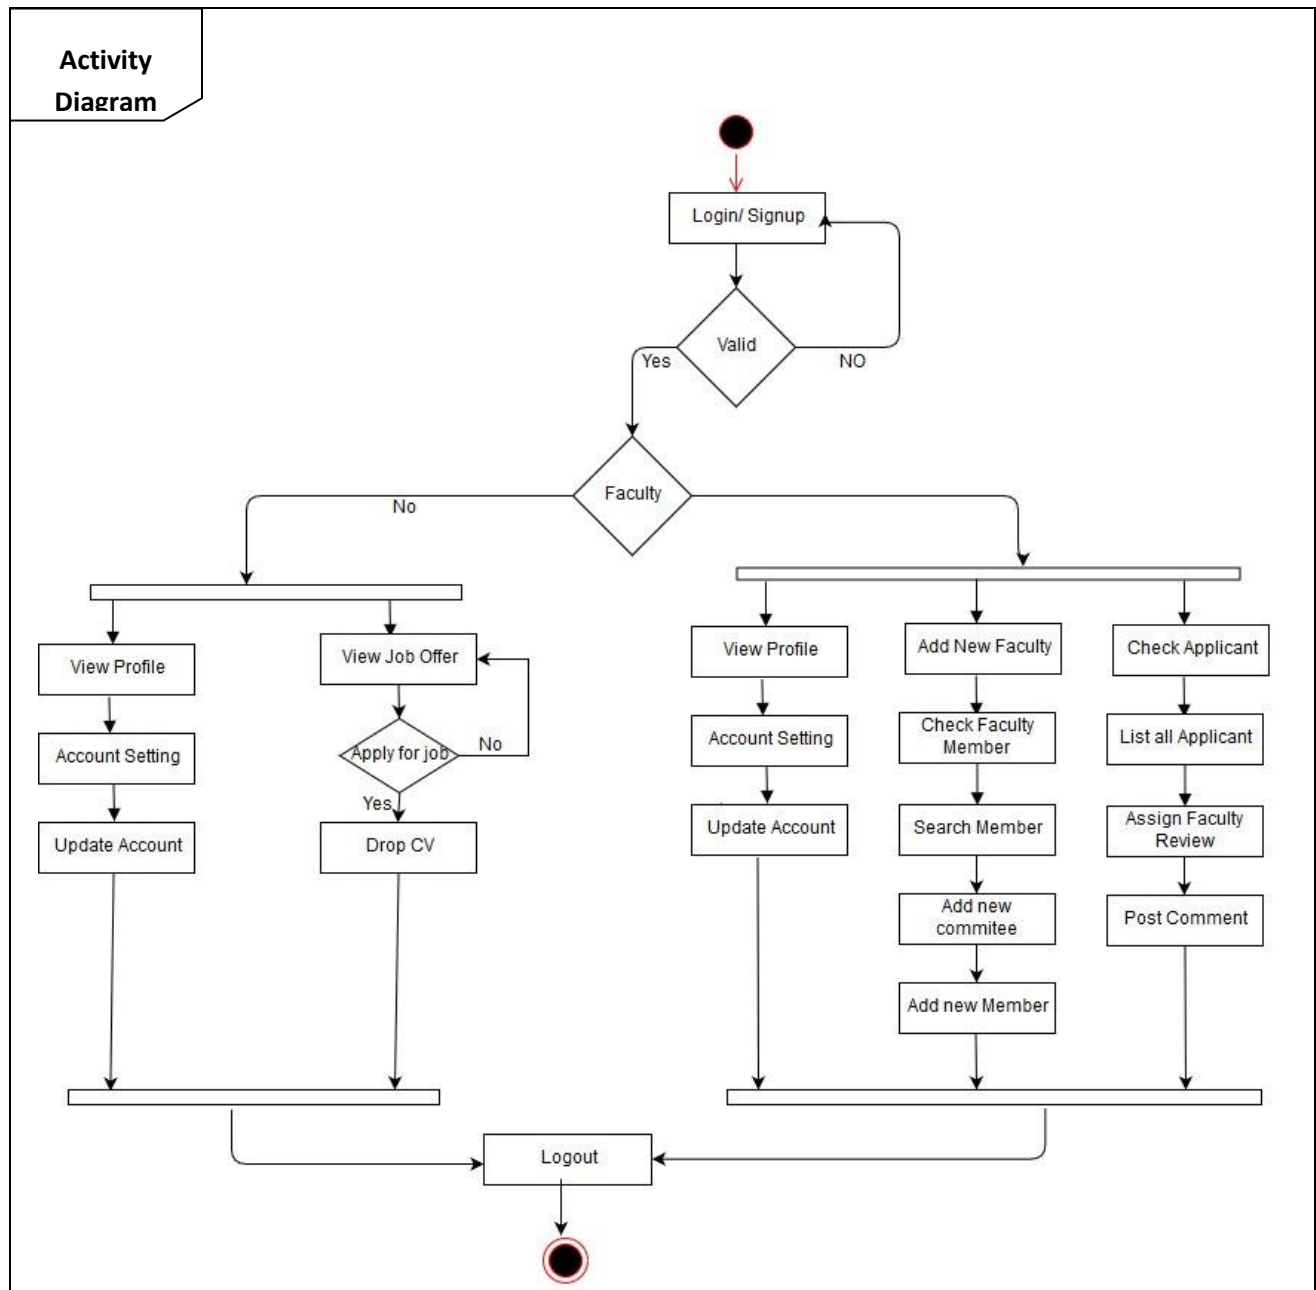 Activity
Diagram
Login/ Signup
Valid
Yes
NO
Faculty
No
View Profile
Account Setting
Update Account
View Job Offer
Apply for job
No
Yes
Drop CV
View Profile
Account Setting
Update Account
Add New Faculty
Check Faculty
Member
Search Member
Add new
commitee
Add new Member
Check Applicant
List all Applicant
Assign Faculty
Review
Post Comment
Logout